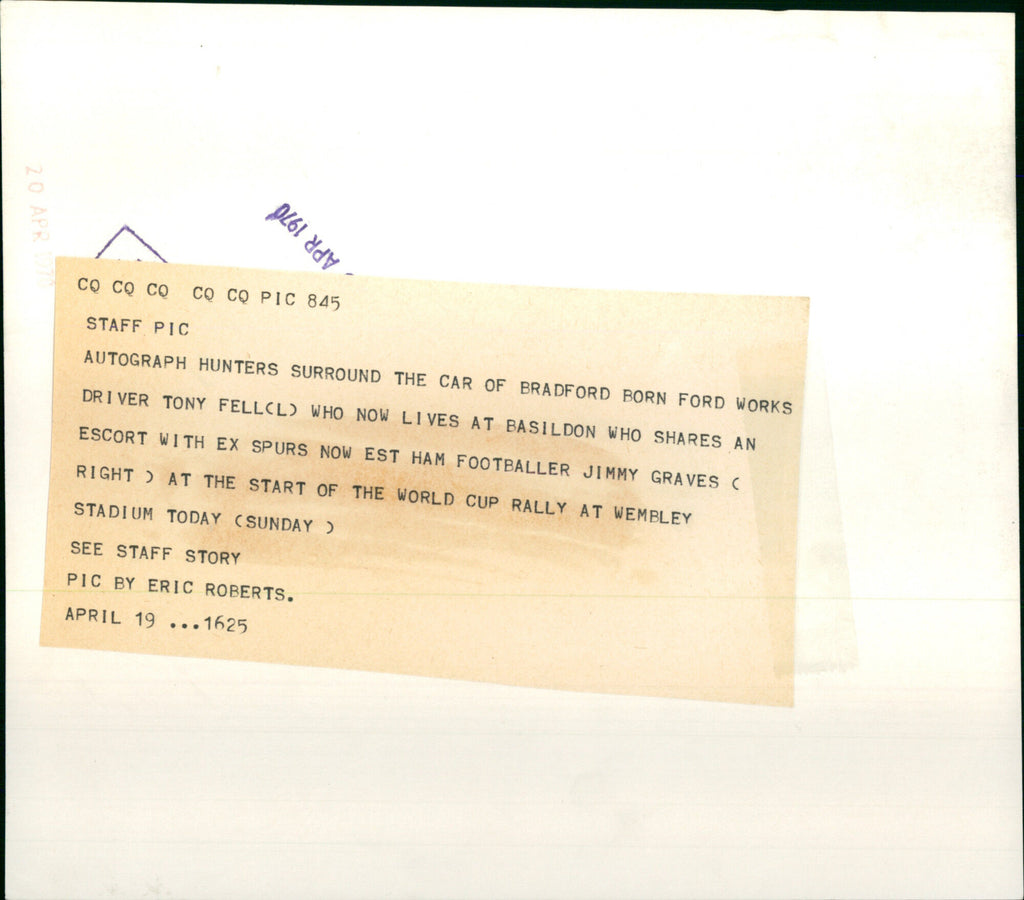 20 APR
APR 1970
CQ CQ CQ CQ CQ PIC 845
STAFF PIC
AUTOGRAPH HUNTERS SURROUND THE CAR OF BRADFORD BORN FORD WORKS
DRIVER TONY FELL(L) WHO NOW LIVES AT BASILDON WHO SHARES AN
ESCORT WITH EX SPURS NOW EST HAM FOOTBALLER JIMMY GRAVES (
RIGHT ) AT THE START OF THE WORLD CUP RALLY AT WEMBLEY
STADIUM TODAY (SUNDAY )
SEE STAFF STORY
PIC BY ERIC ROBERTS.
APRIL 19 ...1625